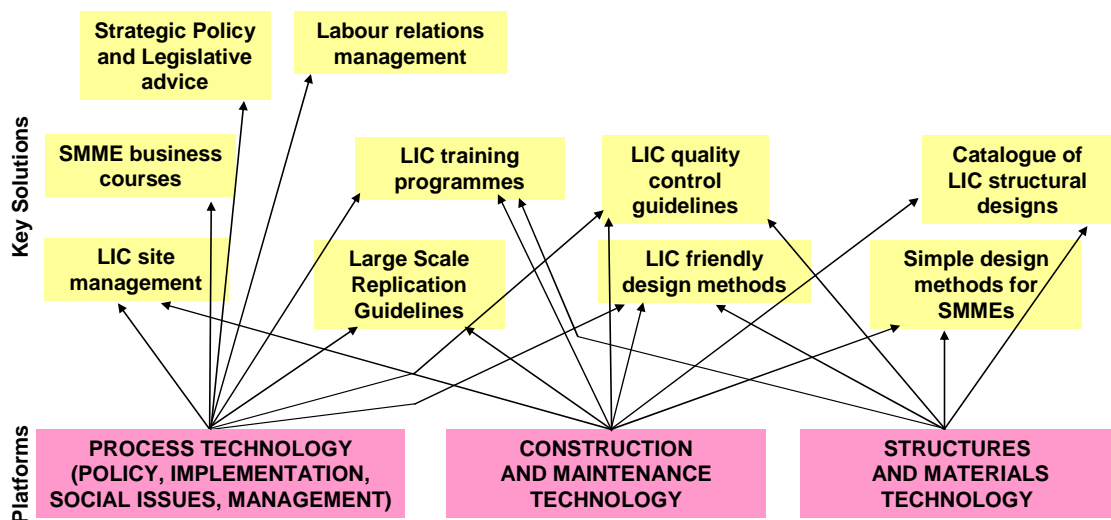 Strategic Policy
and Legislative
advice
Labour relations
management
Key Solutions
SMME business
courses
LIC training
programmes
LIC quality
control
guidelines
Catalogue of
LIC structural
designs
LIC site
management
Large Scale
Replication
Guidelines
LIC friendly
design methods
Simple design
methods for
SMMEs
Platforms
PROCESS TECHNOLOGY
(POLICY, IMPLEMENTATION,
SOCIAL ISSUES, MANAGEMENT)
CONSTRUCTION
AND MAINTENANCE
TECHNOLOGY
STRUCTURES
AND MATERIALS
TECHNOLOGY